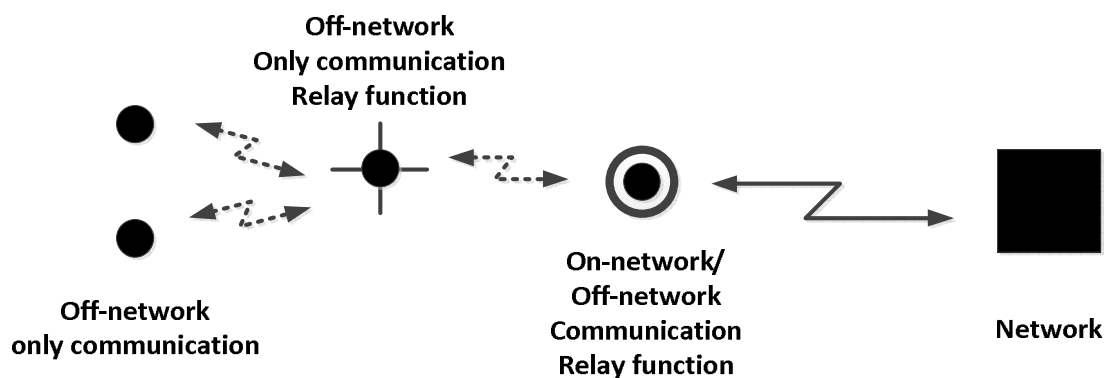 Off-network
Only communication
Relay function
Off-network
only communication
On-network/
Off-network
Communication
Relay function
Network